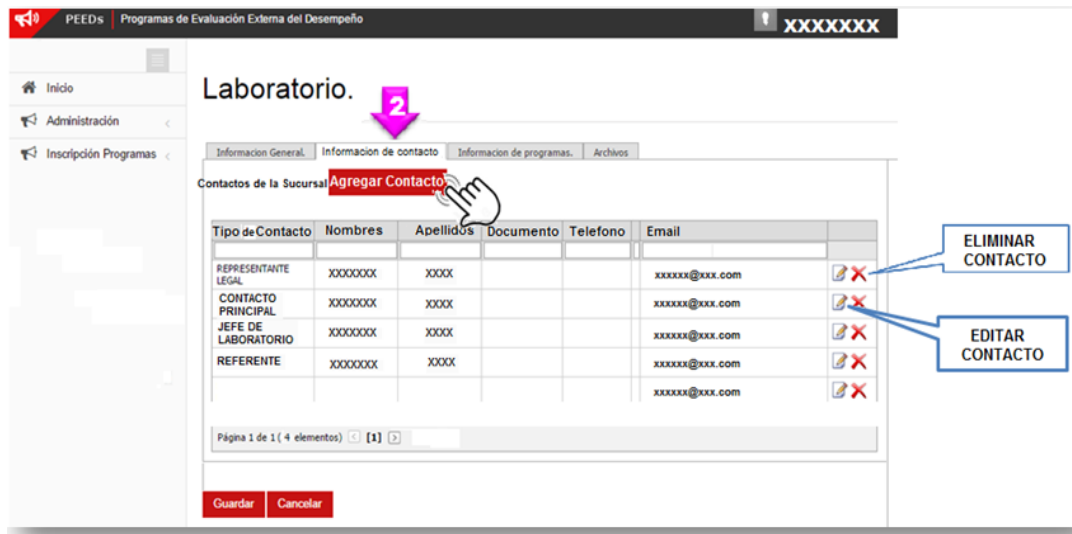 PEEDs Programas de Evaluación Externa del Desempeño XXXXXXX
Inicio
Administración
Inscripción Programas
Laboratorio.
2
Informacion General. Informacion de contacto Informacion de programas. Archivos
Contactos de la Sucursal Agregar Contacto
Tipo de Contacto Nombres Apellidos Documento Telefono Email
REPRESENTANTE
LEGAL XXXXXXX XXXX xxxxxx@xxx.com
CONTACTO
PRINCIPAL XXXXXXX XXXX xxxxxx@xxx.com
JEFE DE
LABORATORIO XXXXXXX XXXX xxxxxx@xxx.com
REFERENTE XXXXXXX XXXX xxxxxx@xxx.com
xxxxxx@xxx.com
ELIMINAR
CONTACTO
EDITAR
CONTACTO
Página 1 de 1 ( 4 elementos) < [1] >
Guardar Cancelar